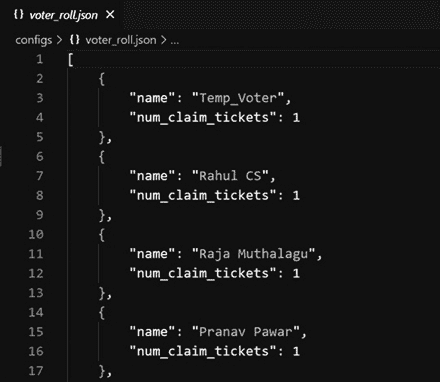 {} voter_roll.json ×
configs > {} voter_roll.json > ...
1 [
2 {
3 "name": "Temp_Voter",
4 "num_claim_tickets": 1
5 },
6 {
7 "name": "Rahul CS",
8 "num_claim_tickets": 1
9 },
10 {
11 "name": "Raja Muthalagu",
12 "num_claim_tickets": 1
13 },
14 {
15 "name": "Pranav Pawar",
16 "num_claim_tickets": 1
17 },